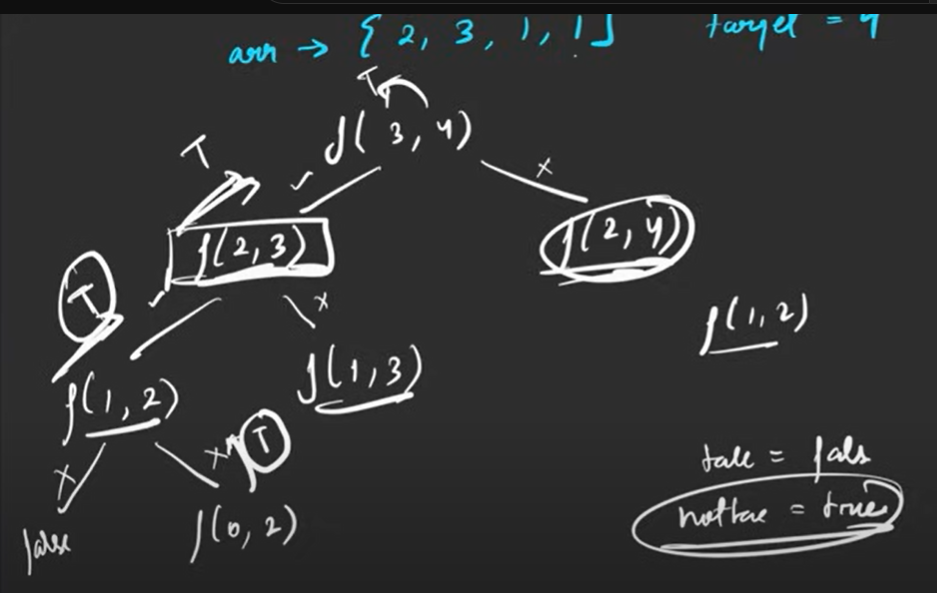 arr → { 2, 3, 1, 1 } target = 4
T
f( 3, 4)
T ✓ x
f(2, 3) f(2, 4)
T ✓ x
f(1, 2)
f(1, 2) f(1, 3)
x x T
take = fals
false f(0, 2)
nottake = true